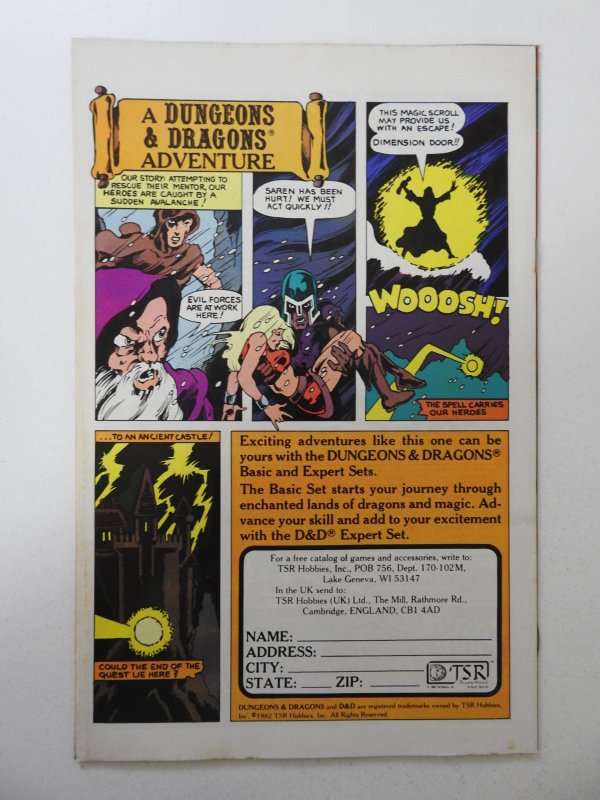 A DUNGEONS
& DRAGONS®
ADVENTURE
OUR STORY: ATTEMPTING TO
RESCUE THEIR MENTOR, OUR
HEROES ARE CAUGHT BY A
SUDDEN AVALANCHE!
EVIL FORCES
ARE AT WORK
HERE!
SAREN HAS BEEN
HURT! WE MUST
ACT QUICKLY!!
THIS MAGIC SCROLL
MAY PROVIDE US
WITH AN ESCAPE!
DIMENSION DOOR!!
WOOOSH!
THE SPELL CARRIES
OUR HEROES
...TO AN ANCIENT CASTLE!
COULD THE END OF THE
QUEST LIE HERE?
Exciting adventures like this one can be
yours with the DUNGEONS & DRAGONS®
Basic and Expert Sets.
The Basic Set starts your journey through
enchanted lands of dragons and magic. Ad-
vance your skill and add to your excitement
with the D&D® Expert Set.
For a free catalog of games and accessories, write to:
TSR Hobbies, Inc., POB 756, Dept. 170-102M,
Lake Geneva, WI 53147
In the UK send to:
TSR Hobbies (UK) Ltd., The Mill, Rathmore Rd.,
Cambridge, ENGLAND, CB1 4AD
NAME:
ADDRESS:
CITY:
STATE: ZIP:
TSR™
DUNGEONS & DRAGONS and D&D are registered trademarks owned by TSR Hobbies,
Inc. ©1982 TSR Hobbies, Inc. All Rights Reserved.